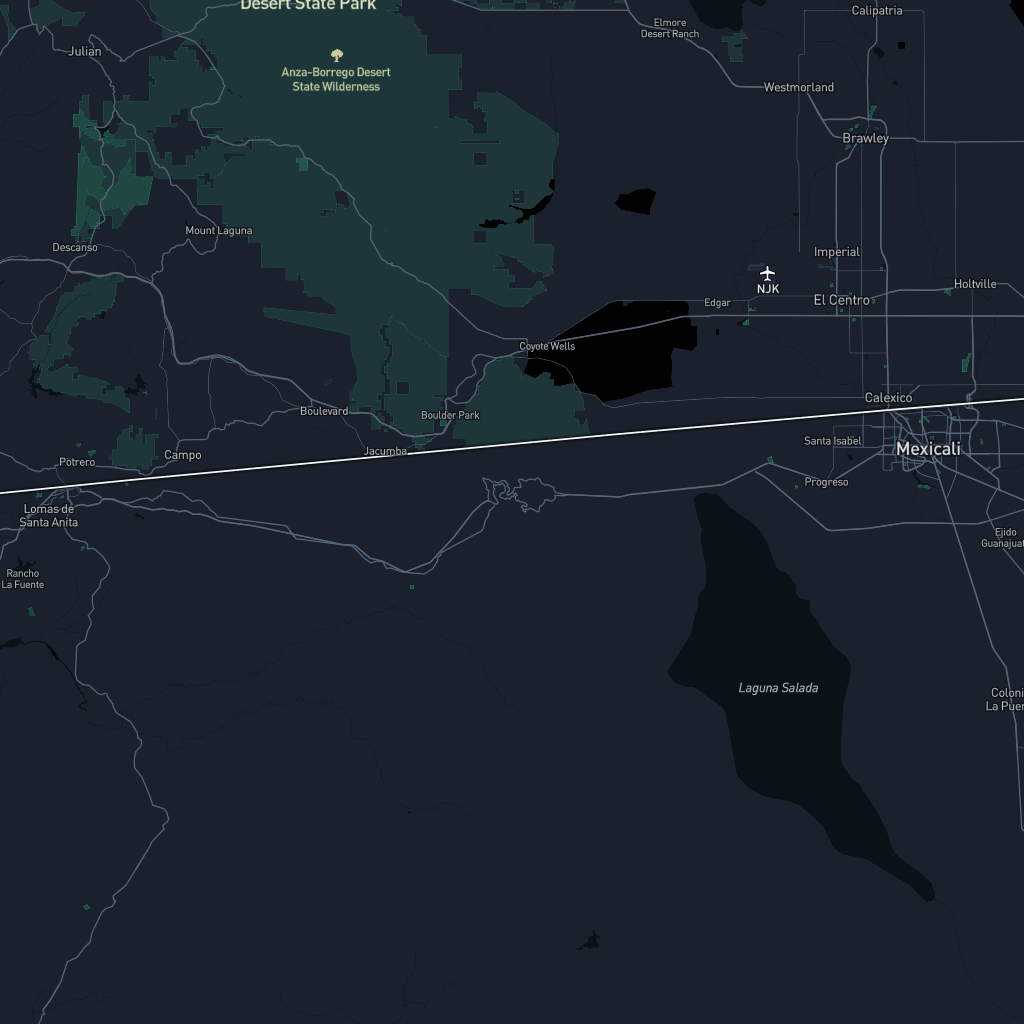 Desert State Park
Calipatria
Elmore
Desert Ranch
Julian
Anza-Borrego Desert
State Wilderness
Westmorland
Brawley
Mount Laguna
Descanso
Imperial
NJK
Holtville
Edgar
El Centro
Coyote Wells
Calexico
Boulevard
Boulder Park
Santa Isabel
Mexicali
Jacumba
Campo
Potrero
Progreso
Lomas de
Santa Anita
Ejido
Guanajuat
Rancho
La Fuente
Laguna Salada
Coloni
La Puer